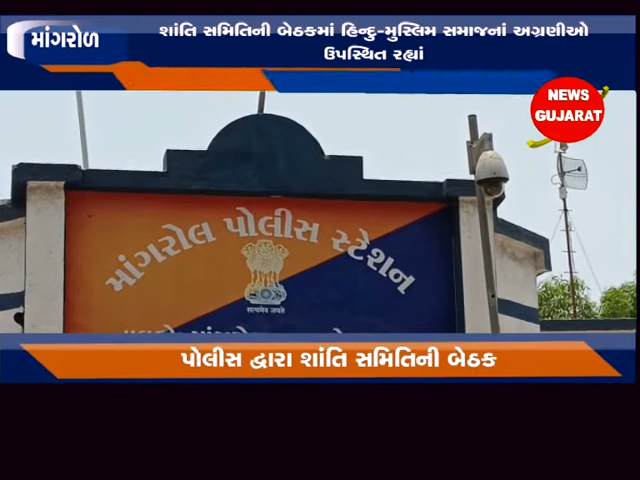 માંગરોળ
શાંતિ સમિતિની બેઠકમાં હિન્દુ-મુસ્લિમ સમાજનાં અગ્રણીઓ
ઉપસ્થિત રહ્યાં
NEWS
GUJARAT
માંગરોલ પોલીસ સ્ટેશન
સત્યમેવ જયતે
પોલીસ દ્વારા શાંતિ સમિતિની બેઠક